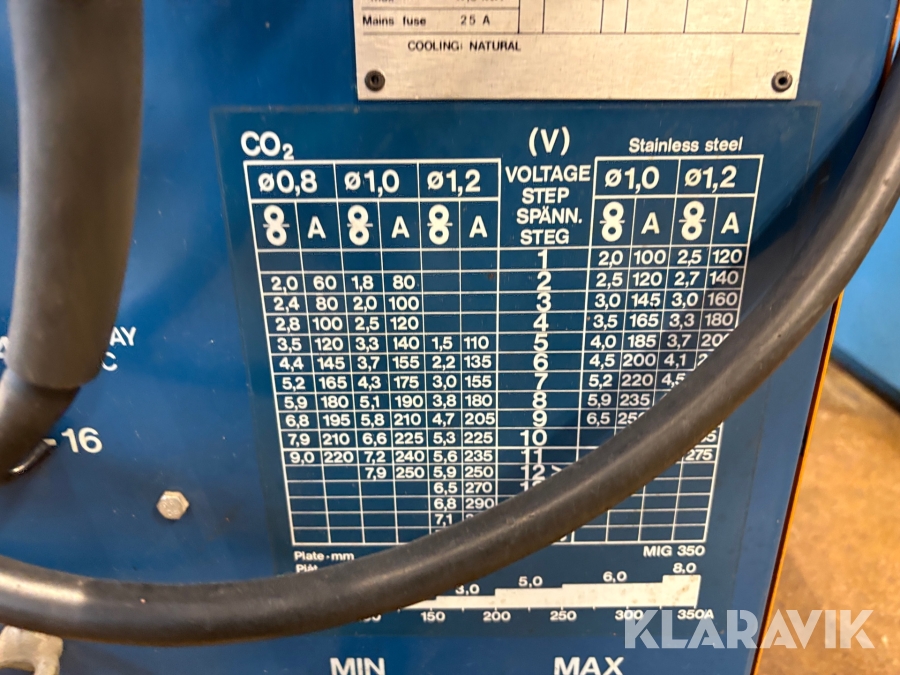 Mains fuse 25 A
COOLING: NATURAL
CO2 (V) Stainless steel
ø0,8 ø1,0 ø1,2 VOLTAGE STEP SPÄNN. STEG ø1,0 ø1,2
A A A A A
1 2,0 100 2,5 120
2,0 60 1,8 80 2 2,5 120 2,7 140
2,4 80 2,0 100 3 3,0 145 3,0 160
2,8 100 2,5 120 4 3,5 165 3,3 180
3,5 120 3,3 140 1,5 110 5 4,0 185 3,7
4,4 145 3,7 155 2,2 135 6 4,5 200 4,1
5,2 165 4,3 175 3,0 155 7 5,2 220 4,5
5,9 180 5,1 190 3,8 180 8 5,9 235
6,8 195 5,8 210 4,7 205 9 6,5
7,9 210 6,6 225 5,3 225 10
9,0 220 7,2 240 5,6 235 11 275
7,9 250 5,9 250 12
6,5 270
6,8 290
7,1
Plate-mm MIG 350
3,0 5,0 6,0 8,0
150 200 250 300 350A
MIN MAX
16
KLARAVIK